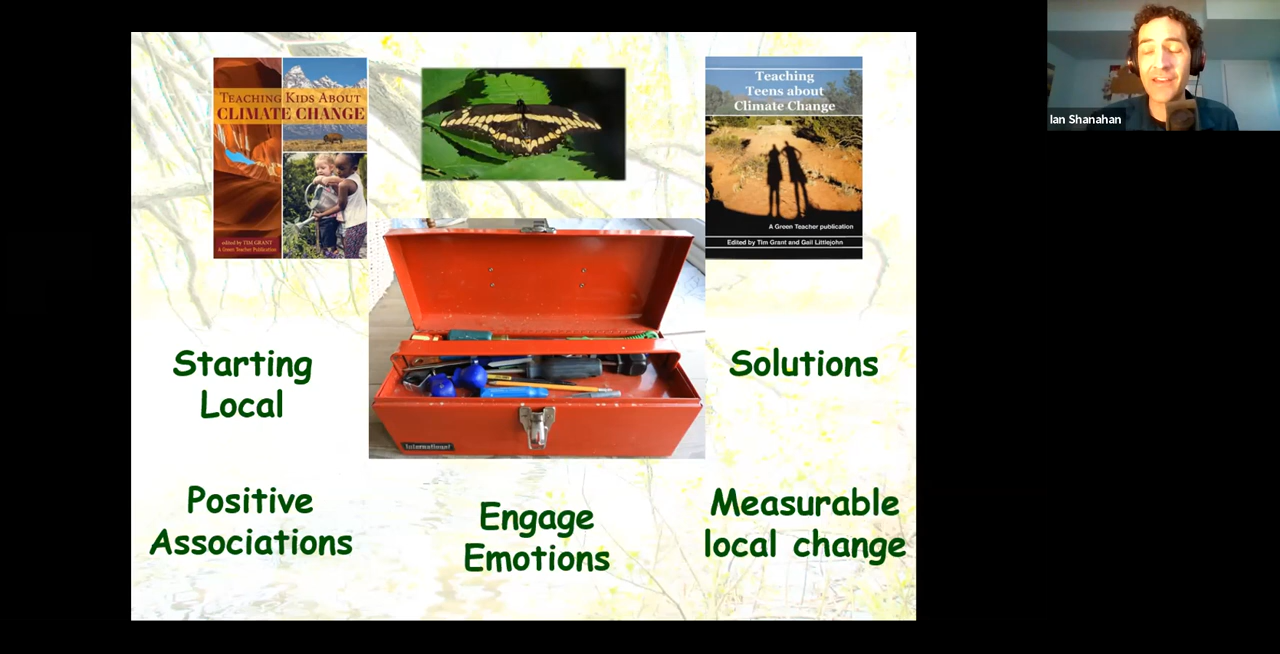 TEACHING KIDS ABOUT
CLIMATE CHANGE
edited by TIM GRANT
A Green Teacher Publication
Teaching
Teens about
Climate Change
A Green Teacher publication
Edited by Tim Grant and Gail Littlejohn
Ian Shanahan
International
Starting
Local
Solutions
Positive
Associations
Engage
Emotions
Measurable
local change